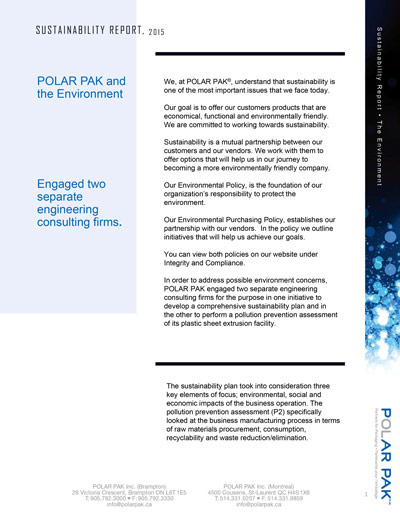 SUSTAINABILITY REPORT, 2015
POLAR PAK and
the Environment
We, at POLAR PAK®, understand that sustainability is
one of the most important issues that we face today.
Our goal is to offer our customers products that are
economical, functional and environmentally friendly.
We are committed to working towards sustainability.
Sustainability is a mutual partnership between our
customers and our vendors. We work with them to
offer options that will help us in our journey to
becoming a more environmentally friendly company.
Engaged two
separate
engineering
consulting firms.
Our Environmental Policy, is the foundation of our
organization's responsibility to protect the
environment.
Our Environmental Purchasing Policy, establishes our
partnership with our vendors. In the policy we outline
initiatives that will help us achieve our goals.
You can view both policies on our website under
Integrity and Compliance.
In order to address possible environment concerns,
POLAR PAK engaged two separate engineering
consulting firms for the purpose in one initiative to
develop a comprehensive sustainability plan and in
the other to perform a pollution prevention assessment
of its plastic sheet extrusion facility.
The sustainability plan took into consideration three
key elements of focus; environmental, social and
economic impacts of the business operation. The
pollution prevention assessment (P2) specifically
looked at the business manufacturing process in terms
of raw materials procurement, consumption,
recyclability and waste reduction/elimination.
Sustainability Report • The Environment
POLAR PAK
1
POLAR PAK Inc. (Brampton)
26 Victoria Crescent, Brampton ON L6T1E5
T: 905.792.3000 • F: 905.792.3330
info@polarpak.ca
POLAR PAK Inc. (Montreal)
4500 Cousens, St-Laurent QC H4S1X6
T: 514.331.0207 • F: 514.331.9869
info@polarpak.ca